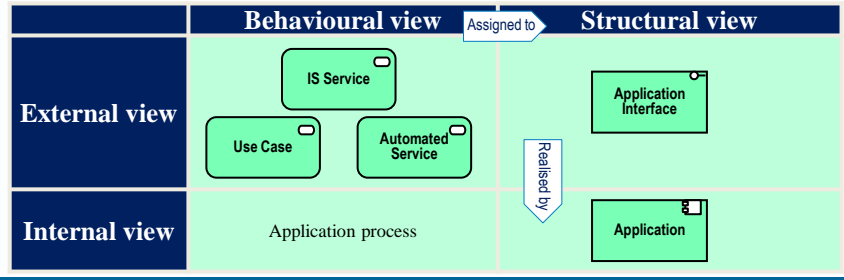 Behavioural view
Assigned to
Structural view
External view
IS Service
Use Case
Automated
Service
Application
Interface
Realised by
Internal view
Application process
Application